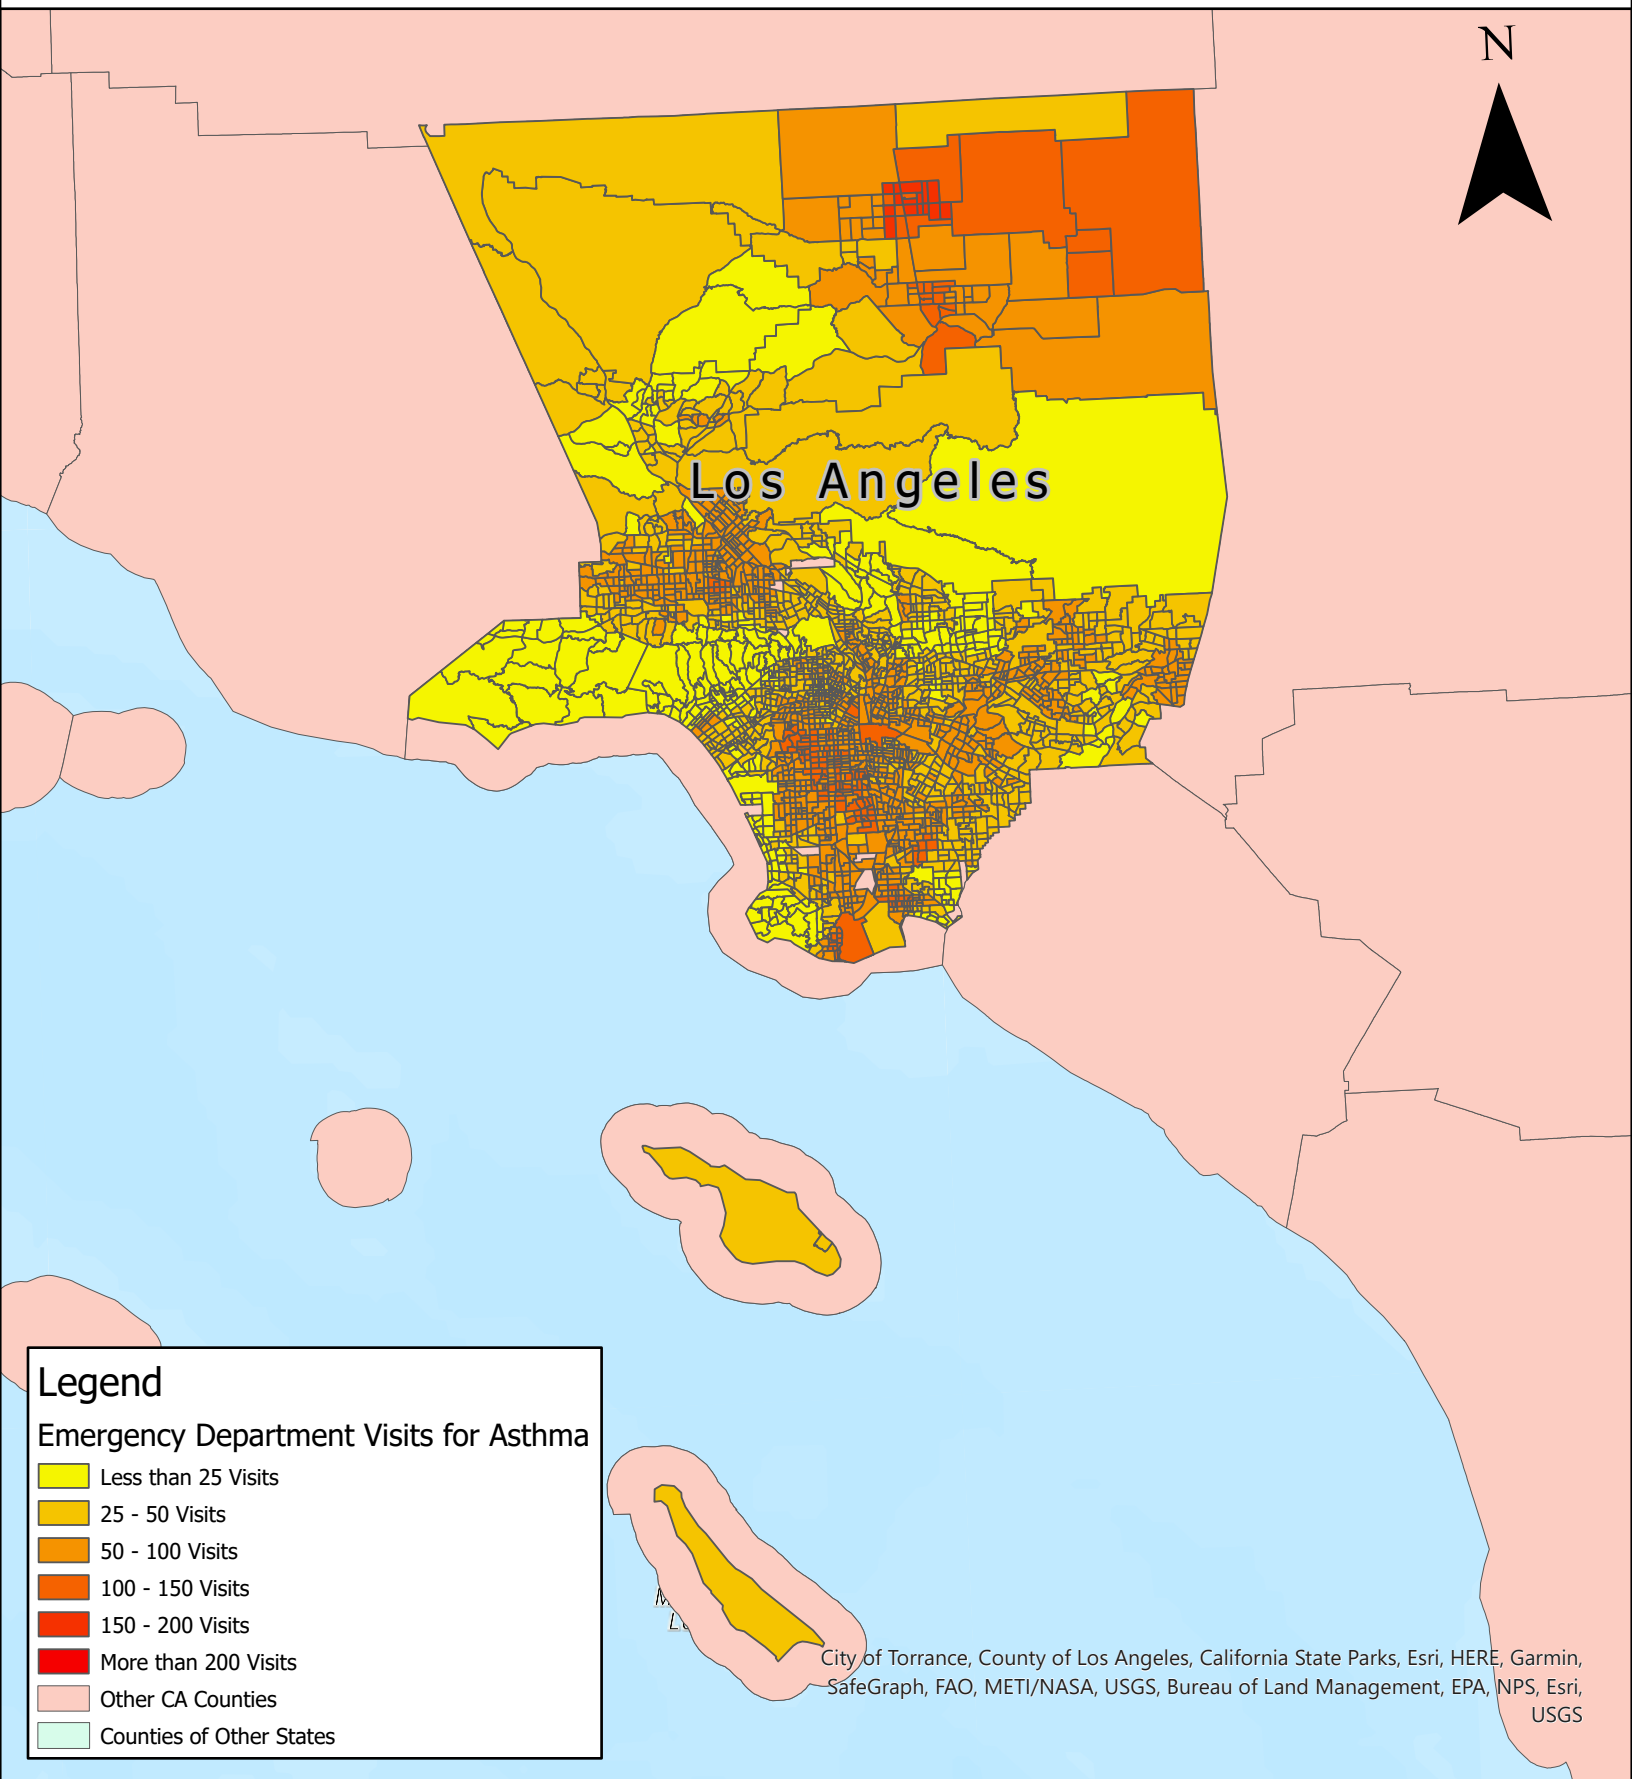 N
Los Angeles
Legend
Emergency Department Visits for Asthma
Less than 25 Visits
25 - 50 Visits
50 - 100 Visits
100 - 150 Visits
150 - 200 Visits
More than 200 Visits
Other CA Counties
Counties of Other States
City of Torrance, County of Los Angeles, California State Parks, Esri, HERE, Garmin,
SafeGraph, FAO, METI/NASA, USGS, Bureau of Land Management, EPA, NPS, Esri,
USGS